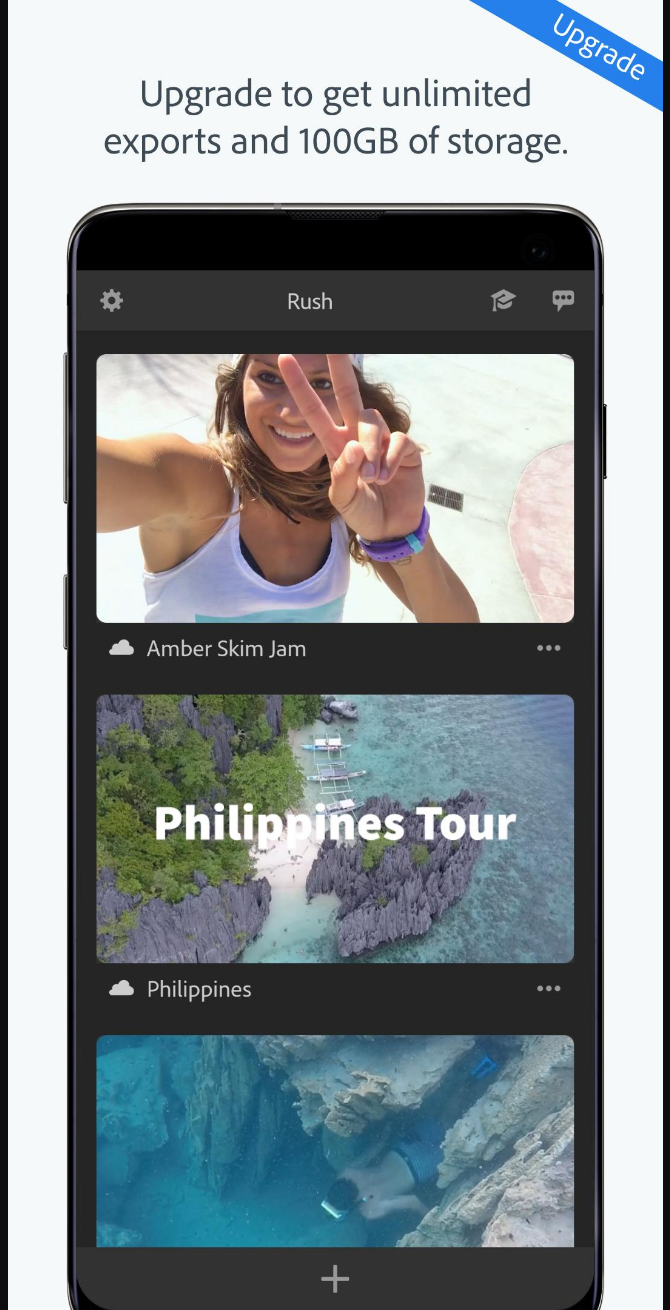 Upgrade
Upgrade to get unlimited
exports and 100GB of storage.
Rush
Amber Skim Jam
Philippines Tour
Philippines